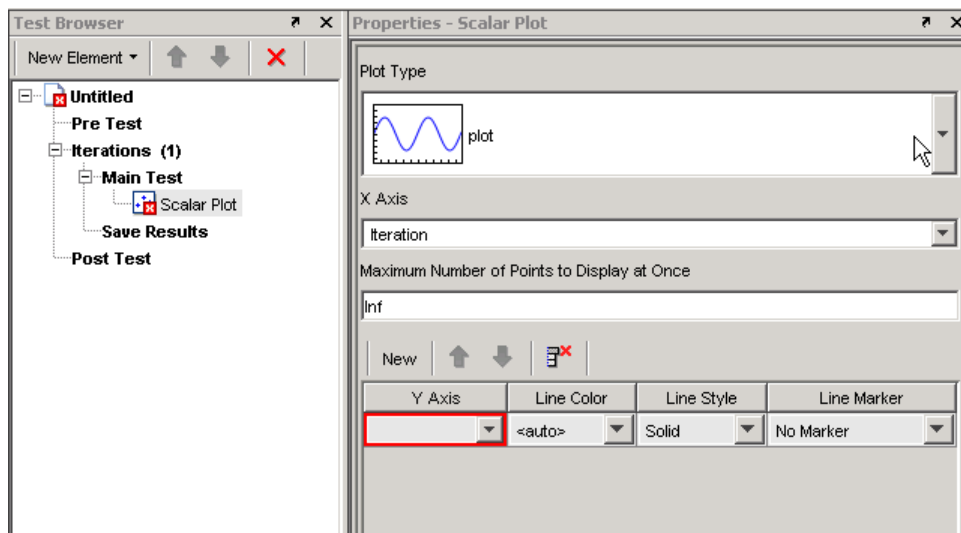 Test Browser
New Element
Untitled
Pre Test
Iterations (1)
Main Test
Scalar Plot
Save Results
Post Test
Properties - Scalar Plot
Plot Type
plot
X Axis
Iteration
Maximum Number of Points to Display at Once
Inf
New
Y Axis Line Color Line Style Line Marker
<auto> Solid No Marker